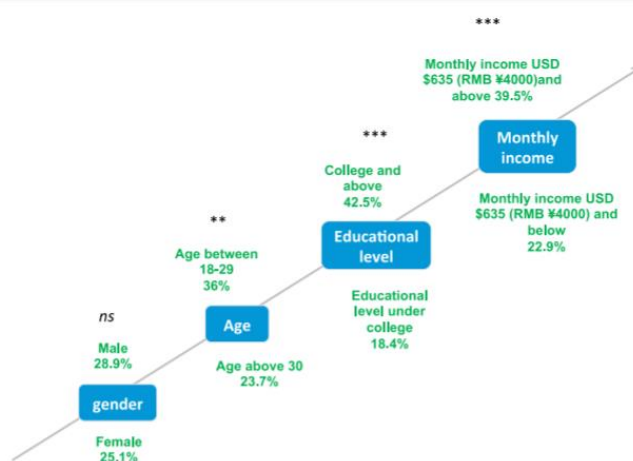 ***
Monthly income USD
$635 (RMB ¥4000)and
above 39.5%
Monthly
income
Monthly income USD
$635 (RMB ¥4000) and
below
22.9%
***
College and
above
42.5%
Educational
level
Educational
level under
college
18.4%
**
Age between
18-29
36%
Age
Age above 30
23.7%
ns
Male
28.9%
gender
Female
25.1%